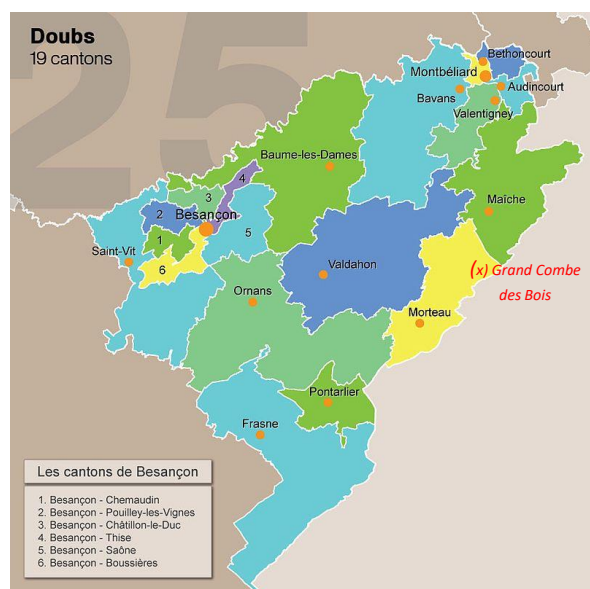 25
Doubs
19 cantons
Bethoncourt
Montbéliard
Audincourt
Bavans
Valentigney
Baume-les-Dames
4
3
Maîche
2
Besançon
5
1
Saint-Vit
6
Valdahon
(x) Grand Combe
des Bois
Ornans
Morteau
Pontarlier
Frasne
Les cantons de Besançon
1. Besançon - Chemaudin
2. Besançon - Pouilley-les-Vignes
3. Besançon - Châtillon-le-Duc
4. Besançon - Thise
5. Besançon - Saône
6. Besançon - Boussières